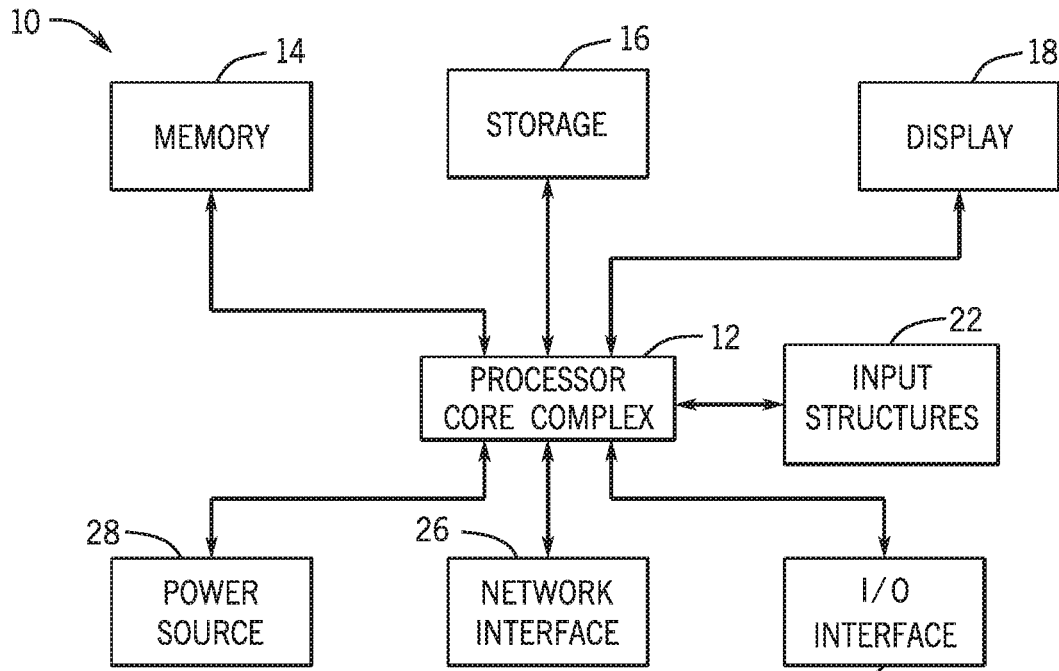 10
14
16
18
MEMORY
STORAGE
DISPLAY
12
22
PROCESSOR
CORE COMPLEX
INPUT
STRUCTURES
28
26
POWER
SOURCE
NETWORK
INTERFACE
I/O
INTERFACE